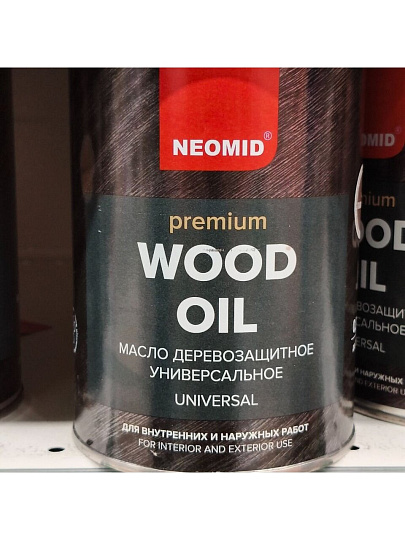 NEOMID®
premium
WOOD
OIL
МАСЛО ДЕРЕВОЗАЩИТНОЕ
УНИВЕРСАЛЬНОЕ
UNIVERSAL
ДЛЯ ВНУТРЕННИХ И НАРУЖНЫХ РАБОТ
FOR INTERIOR AND EXTERIOR USE